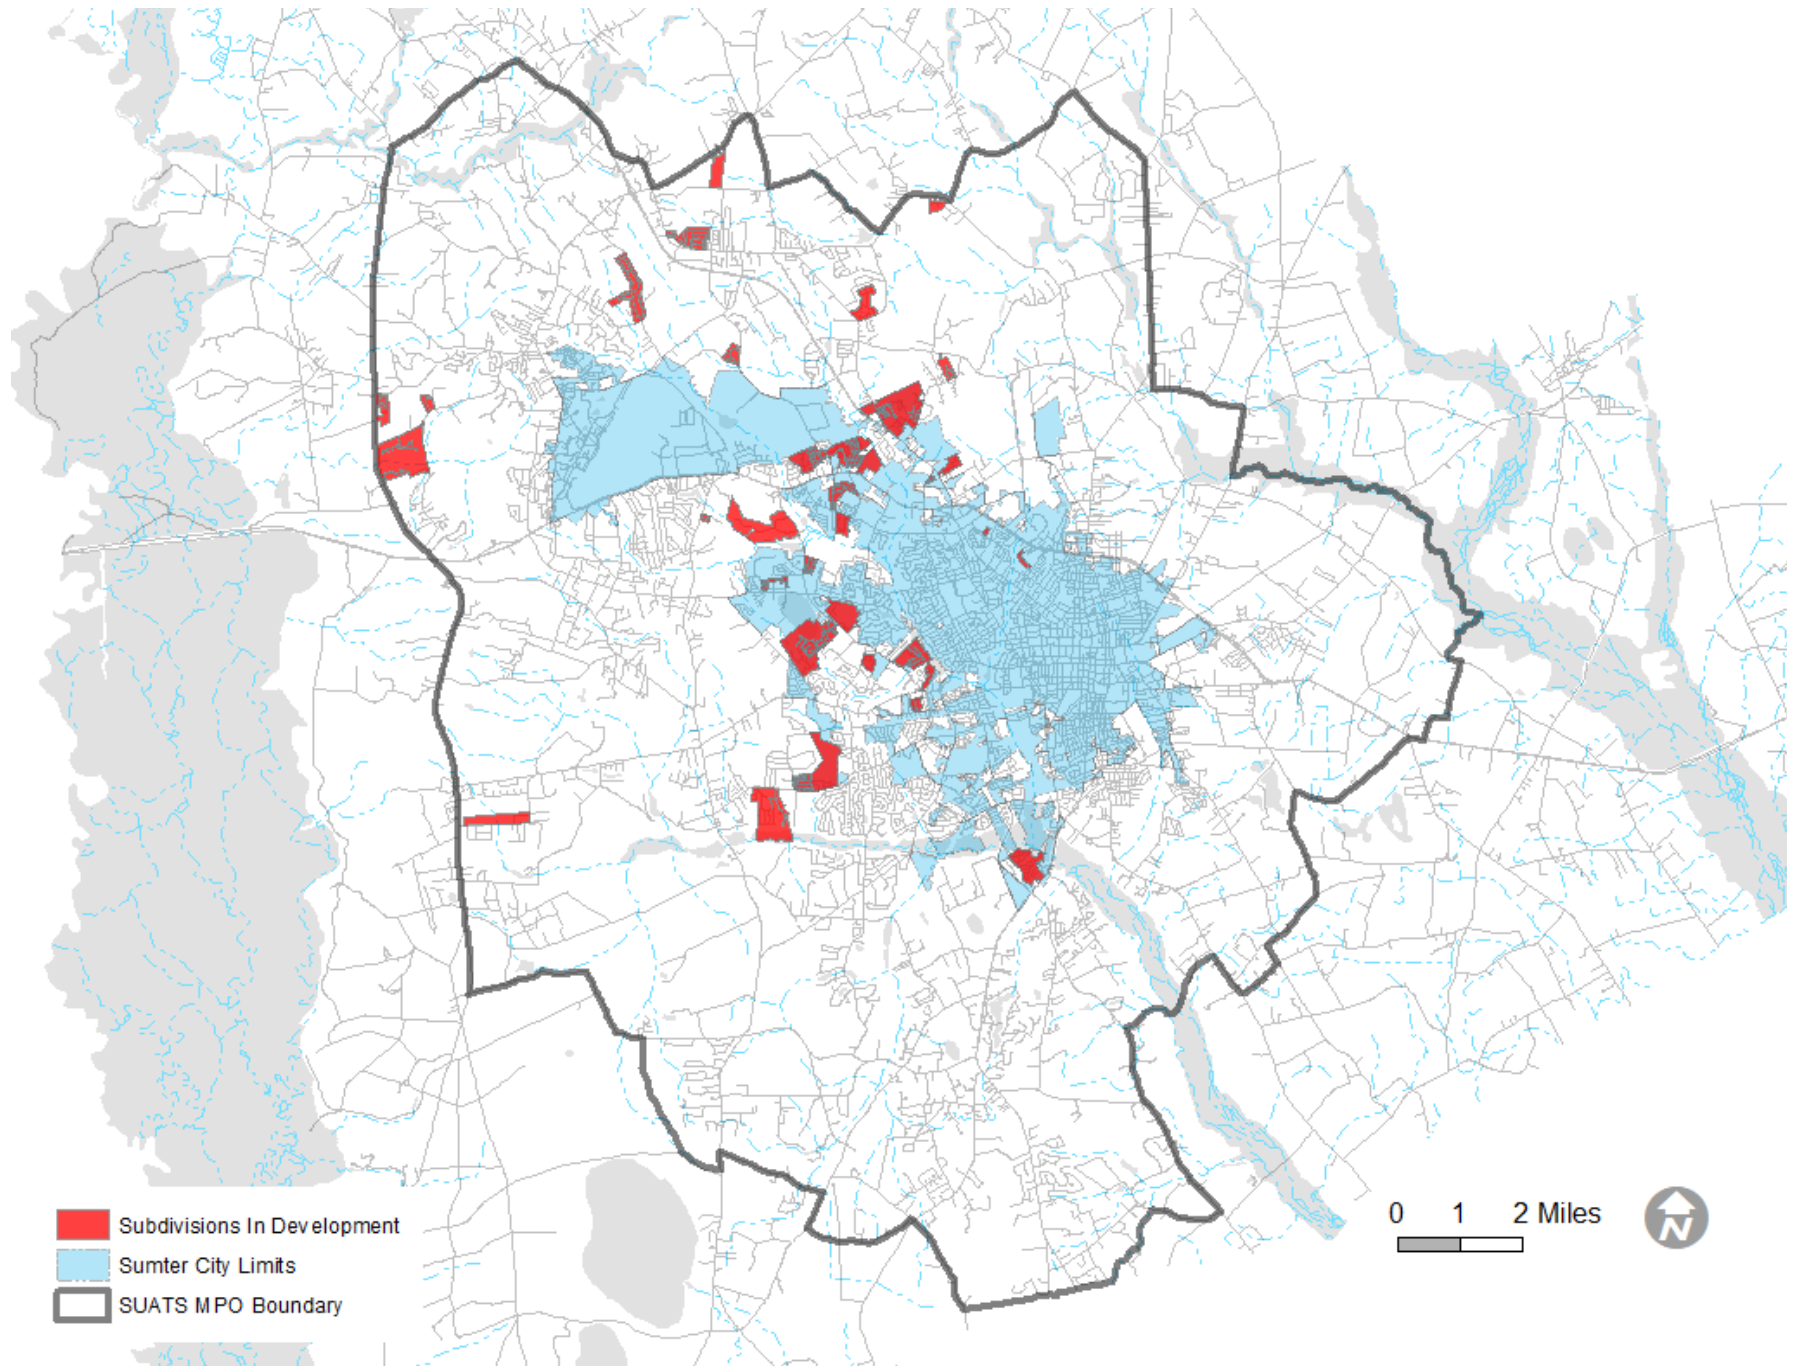 Subdivisions In Development
Sumter City Limits
SUATS MPO Boundary
0 1 2 Miles
N